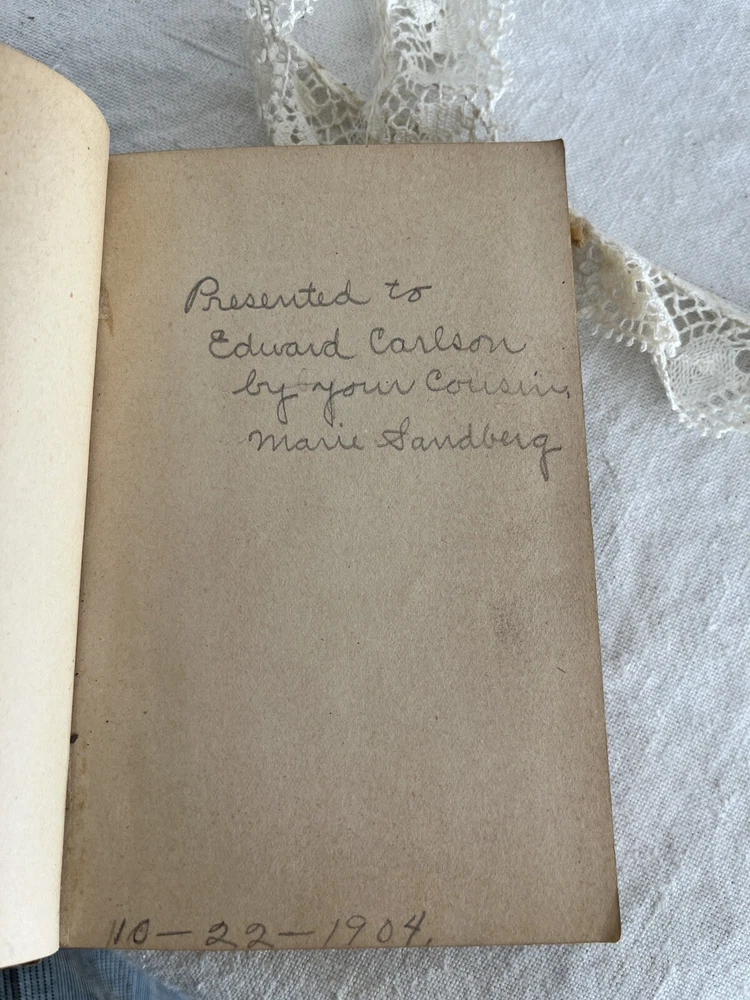 Presented to
Edward Carlson
by your Cousin,
Marie Sandberg
10-22-1904.